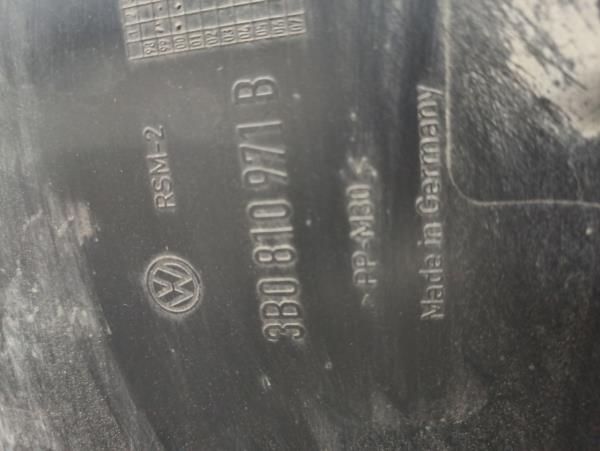 RSM-2
3B0 810 971 B
PP-M30
Made in Germany